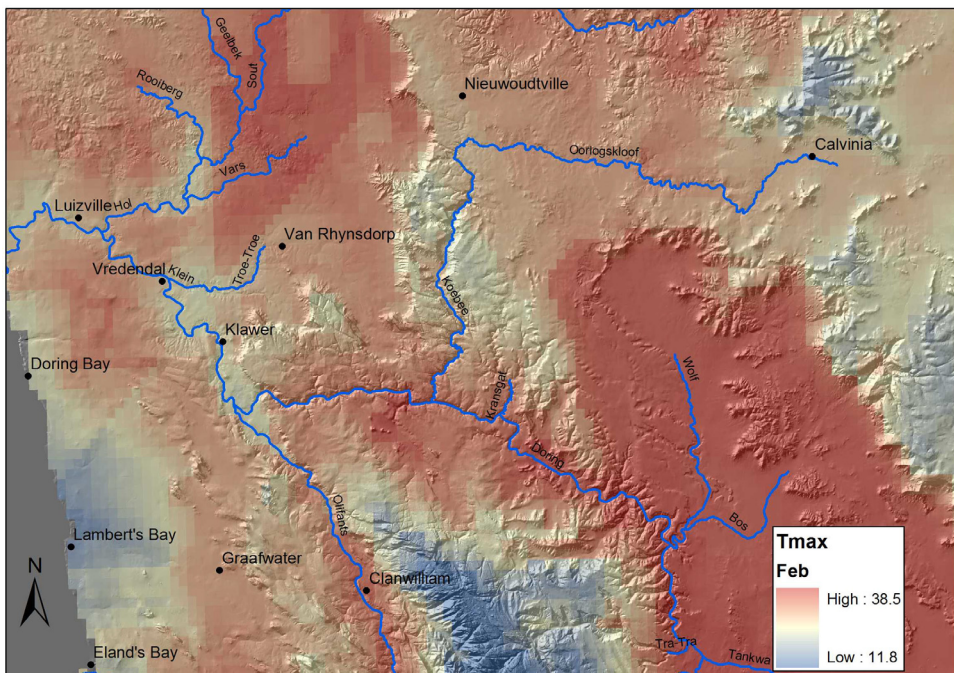 Geelbek
Sout
Rooiberg
Nieuwoudtville
Oorlogskloof
Calvinia
Vars
Luizville
Hol
Van Rhynsdorp
Troe-Troe
Vredendal
Klein
Koebee
Klawer
Doring Bay
Wolf
Kransgat
Doring
Olifants
Bos
Lambert's Bay
Graafwater
Clanwilliam
N
Eland's Bay
Tra-Tra
Tankwa
Tmax
Feb
High : 38.5
Low : 11.8